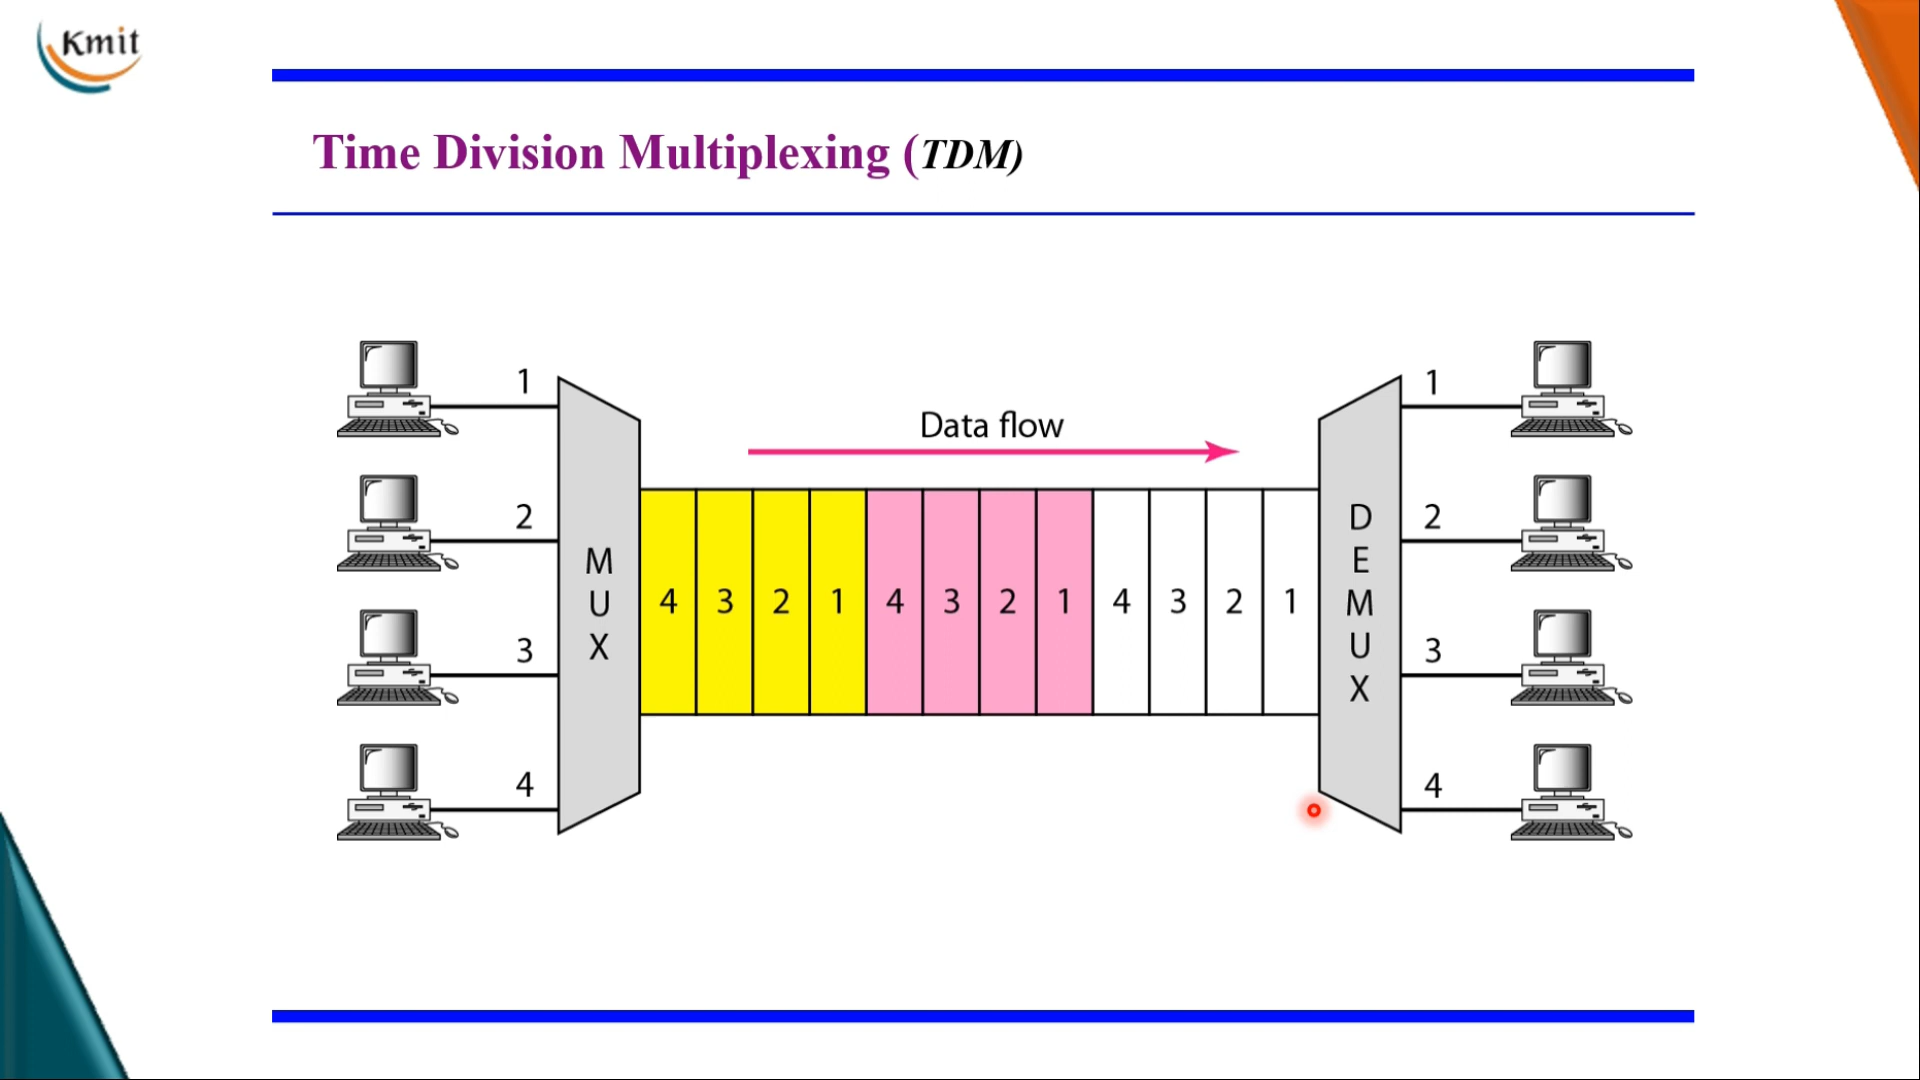 Kmit
Time Division Multiplexing (TDM)
Data flow
1
2
3
4
M
U
X
4 3 2 1 4 3 2 1 4 3 2 1
D
E
M
U
X
1
2
3
4